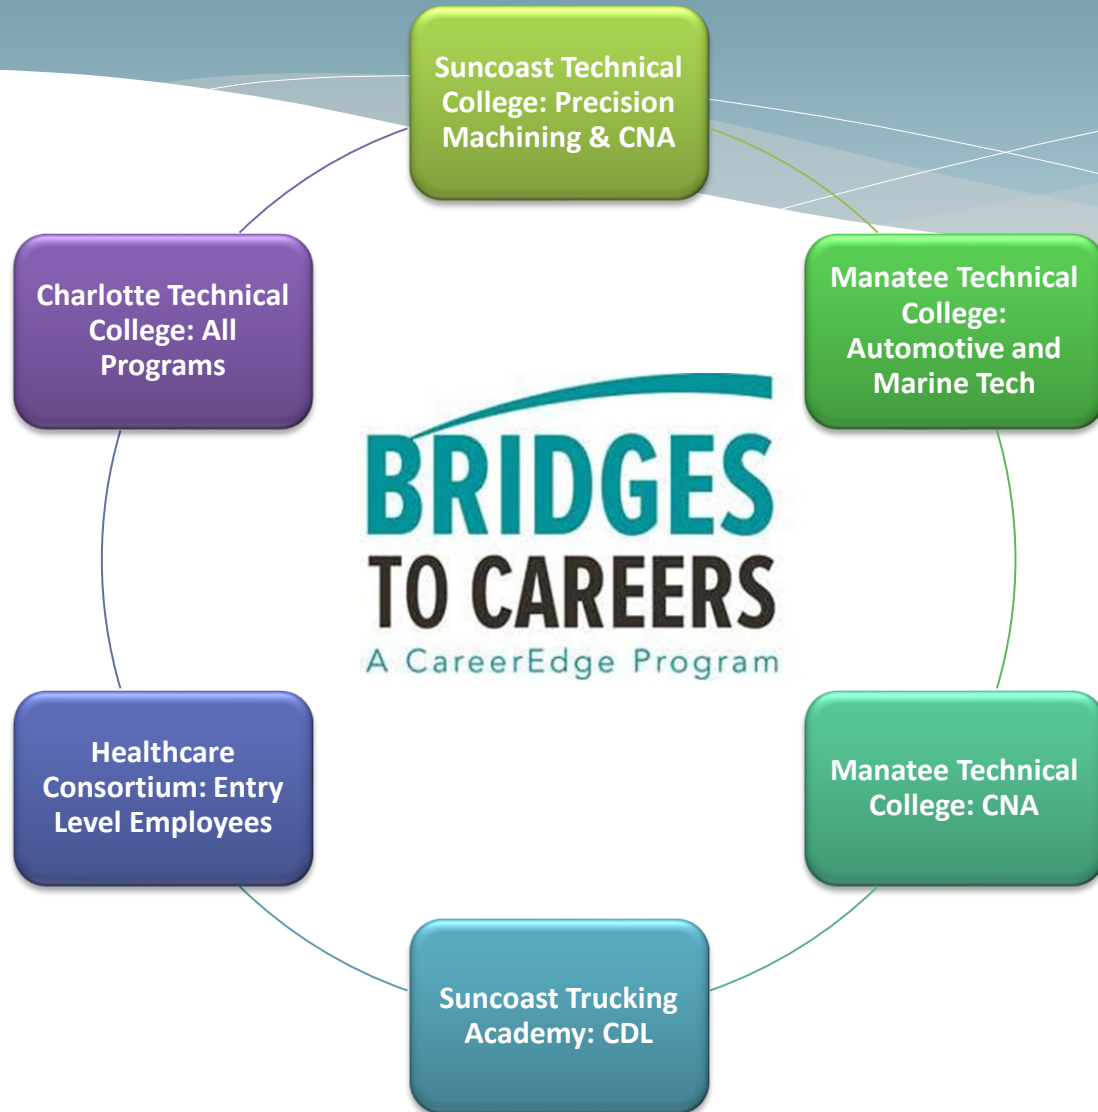 Suncoast Technical
College: Precision
Machining & CNA
Manatee Technical
College:
Automotive and
Marine Tech
Manatee Technical
College: CNA
Suncoast Trucking
Academy: CDL
Healthcare
Consortium: Entry
Level Employees
Charlotte Technical
College: All
Programs
BRIDGES
TO CAREERS
A CareerEdge Program